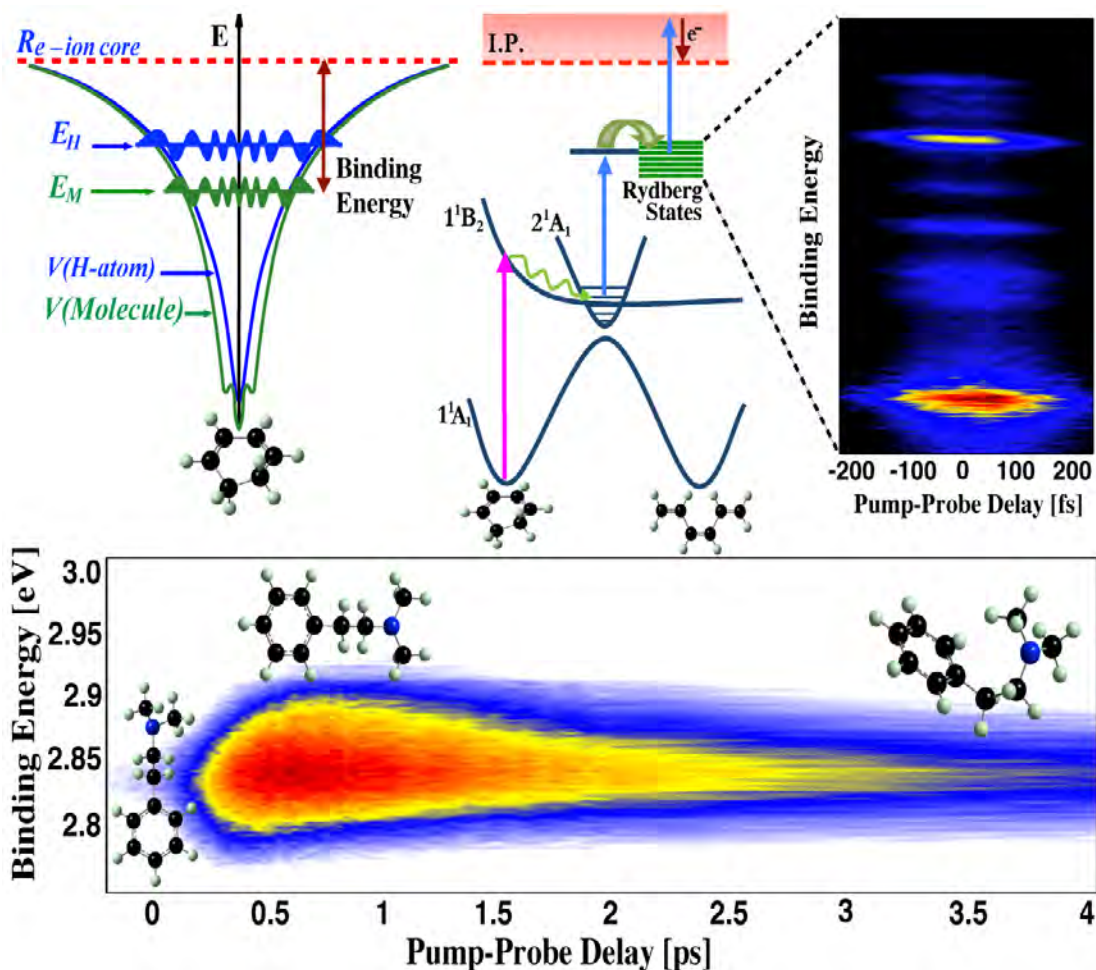 E
R e – ion core
E_H
E_M
Binding
Energy
V(H-atom)
V(Molecule)
I.P.
e⁻
Rydberg
States
1¹B₂
2¹A₁
1¹A₁
Binding Energy
-200 -100 0 100 200
Pump-Probe Delay [fs]
Binding Energy [eV]
3.0
2.95
2.9
2.85
2.8
0 0.5 1 1.5 2 2.5 3 3.5 4
Pump-Probe Delay [ps]